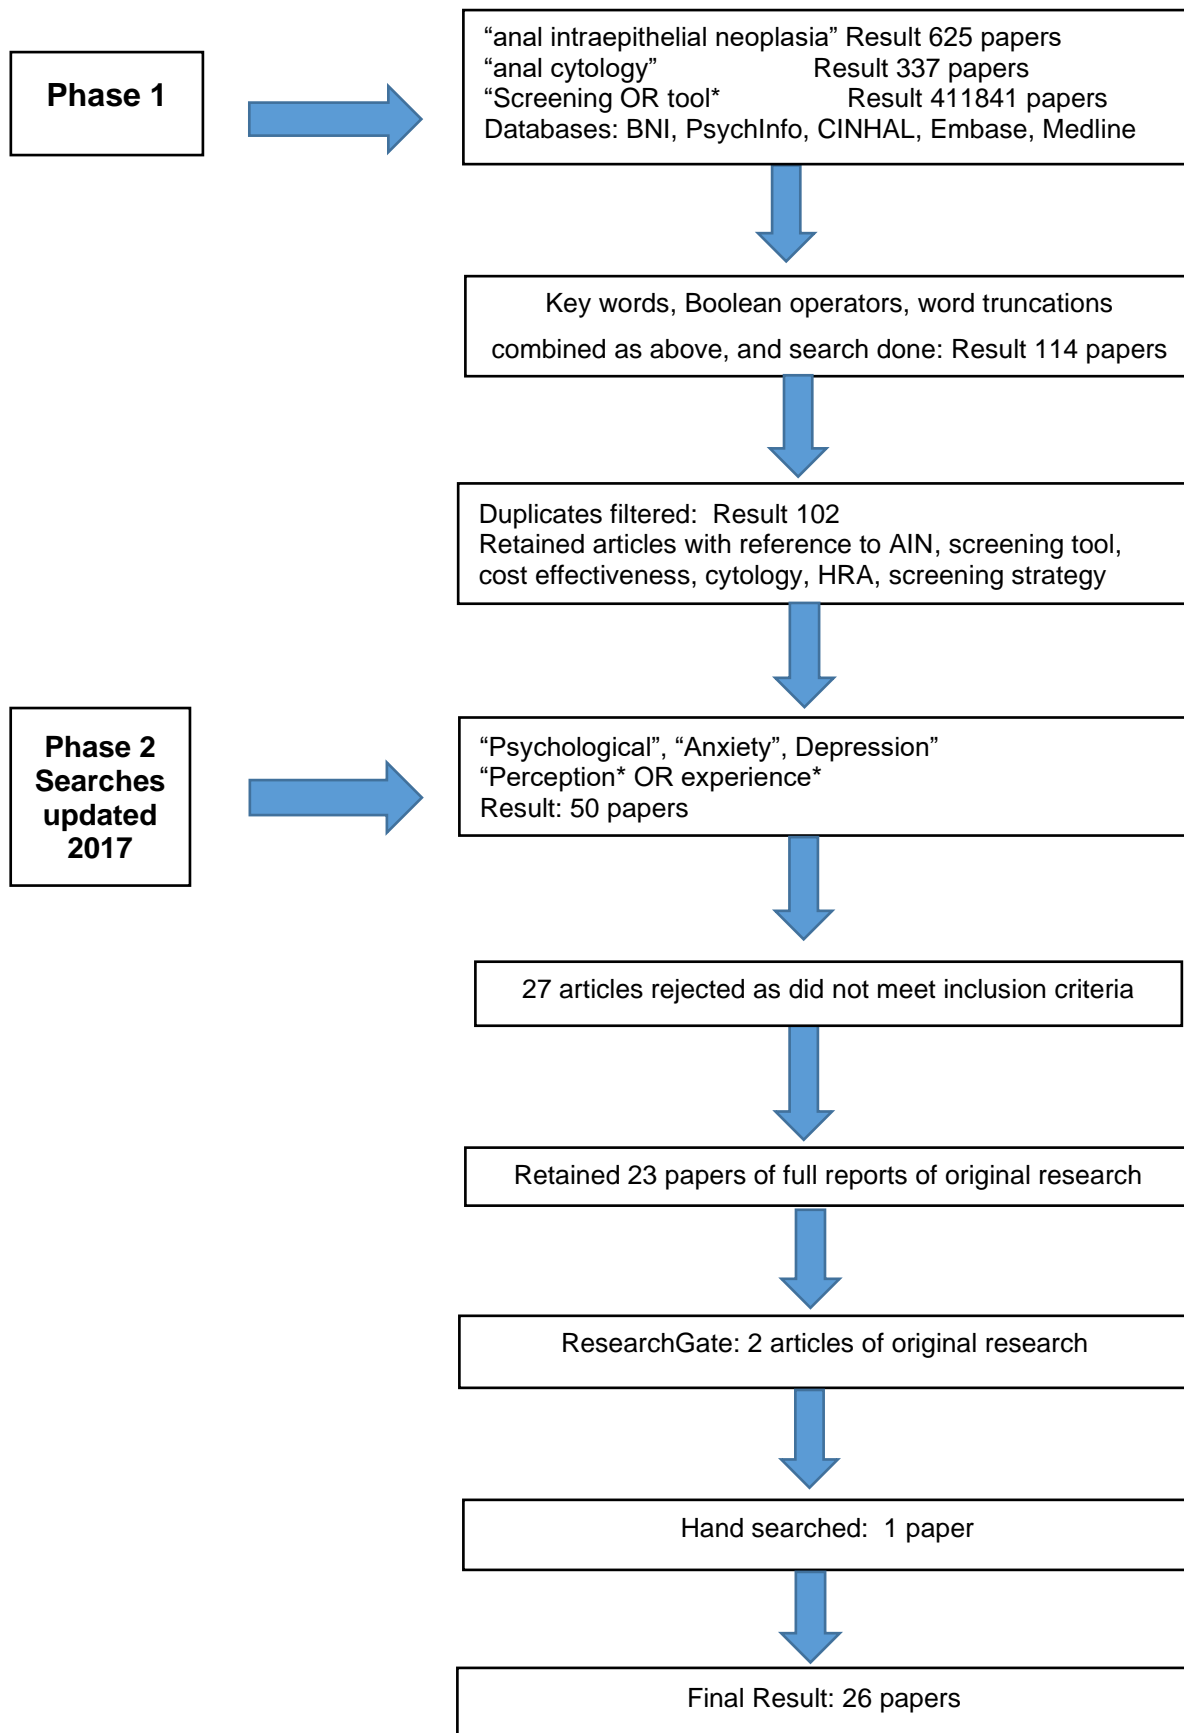 Phase 1
“anal intraepithelial neoplasia” Result 625 papers
“anal cytology” Result 337 papers
“Screening OR tool* Result 411841 papers
Databases: BNI, PsychInfo, CINHAL, Embase, Medline
Key words, Boolean operators, word truncations
combined as above, and search done: Result 114 papers
Duplicates filtered: Result 102
Retained articles with reference to AIN, screening tool,
cost effectiveness, cytology, HRA, screening strategy
Phase 2
Searches
updated
2017
“Psychological”, “Anxiety”, Depression”
“Perception* OR experience*
Result: 50 papers
27 articles rejected as did not meet inclusion criteria
Retained 23 papers of full reports of original research
ResearchGate: 2 articles of original research
Hand searched: 1 paper
Final Result: 26 papers